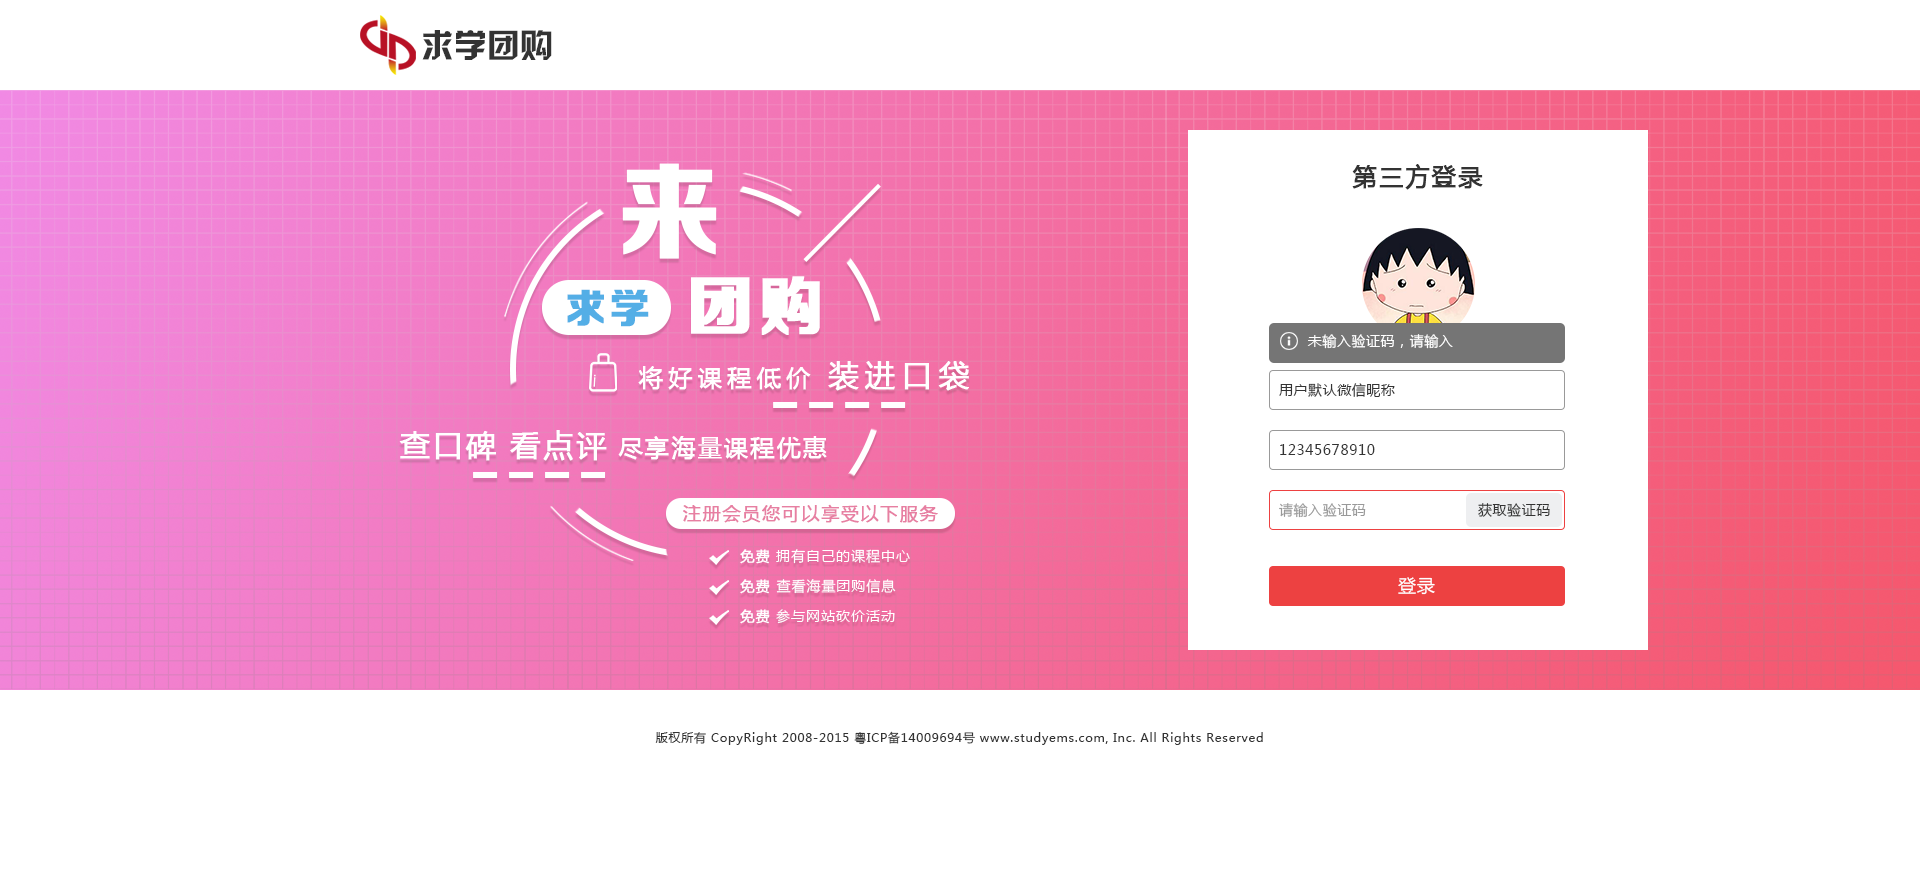 求学团购
来
求学 团购
将好课程低价 装进口袋
查口碑 看点评 尽享海量课程优惠
注册会员您可以享受以下服务
免费 拥有自己的课程中心
免费 查看海量团购信息
免费 参与网站砍价活动
第三方登录
未输入验证码，请输入
用户默认微信昵称
12345678910
请输入验证码 获取验证码
登录
版权所有 CopyRight 2008-2015 粤ICP备14009694号 www.studyems.com, Inc. All Rights Reserved